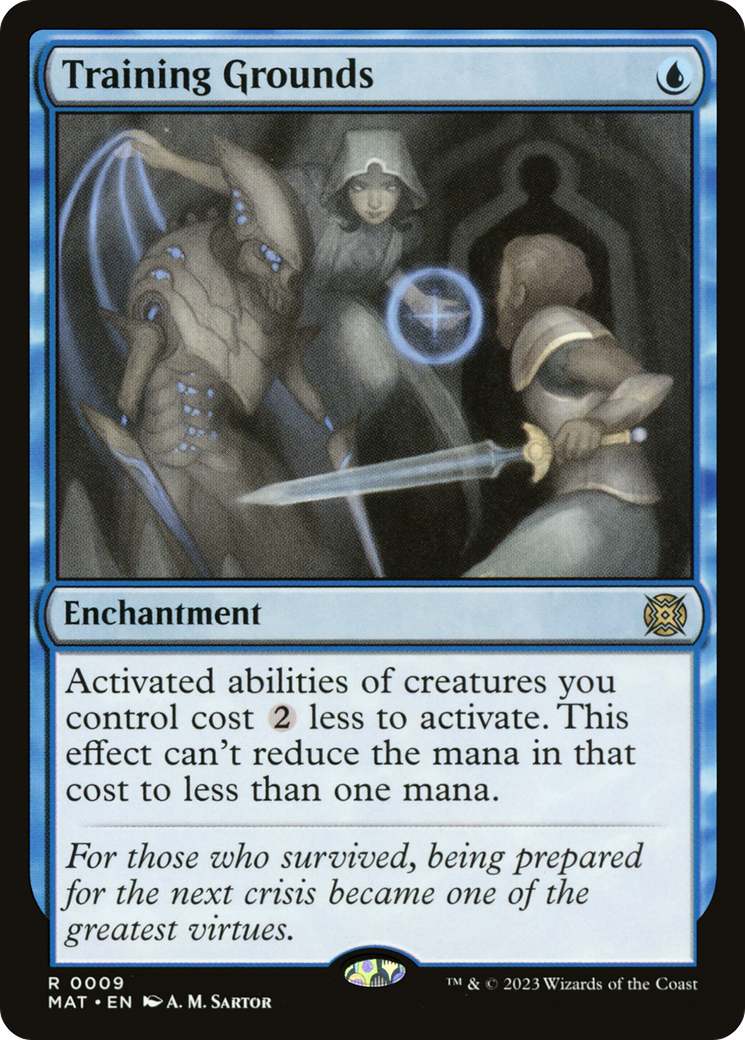 Training Grounds
Enchantment
Activated abilities of creatures you
control cost 2 less to activate. This
effect can't reduce the mana in that
cost to less than one mana.
For those who survived, being prepared
for the next crisis became one of the
greatest virtues.
R 0009
MAT • EN A. M. Sartor
™ & © 2023 Wizards of the Coast